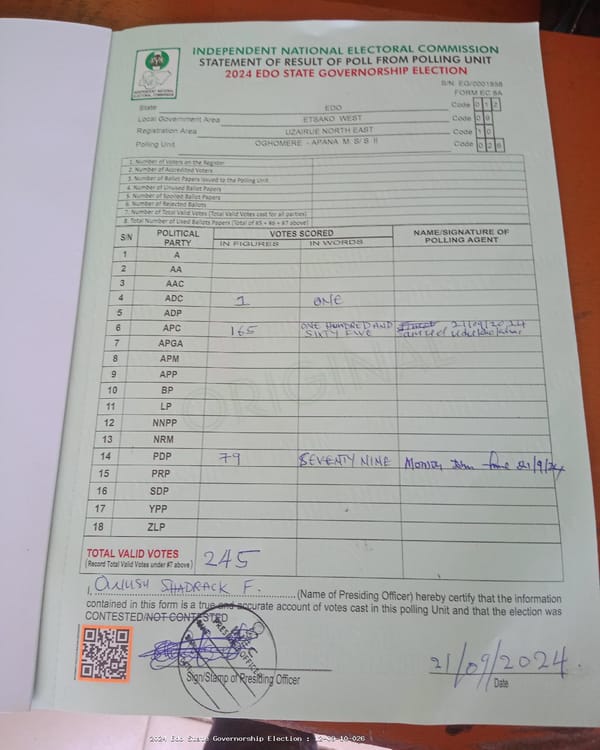 INDEPENDENT NATIONAL ELECTORAL COMMISSION
STATEMENT OF RESULT OF POLL FROM POLLING UNIT
2024 EDO STATE GOVERNORSHIP ELECTION
S/N: EG/0001958
FORM EC 8A
State EDO Code 0 1 2
Local Government Area ETSAKO WEST Code 0 9
Registration Area UZAIRUE NORTH EAST Code 1 0
Polling Unit OGHOMERE - APANA M. S/S II Code 0 2 6
1. Number of Voters on the Register
2. Number of Accredited Voters
3. Number of Ballot Papers issued to the Polling Unit
4. Number of Unused Ballot Papers
5. Number of Spoiled Ballot Papers
6. Number of Rejected Ballots
7. Number of Total Valid Votes (Total Valid Votes cast for all parties)
8. Total Number of Used Ballots Papers (Total of #5 + #6 + #7 above)
S/N POLITICAL PARTY VOTES SCORED NAME/SIGNATURE OF POLLING AGENT
IN FIGURES IN WORDS
1 A
2 AA
3 AAC
4 ADC 1 ONE
5 ADP
6 APC 165 ONE HUNDRED AND SIXTY FIVE 21/09/2024
7 APGA
8 APM
9 APP
10 BP
11 LP
12 NNPP
13 NRM
14 PDP 79 SEVENTY NINE 21/9/24
15 PRP
16 SDP
17 YPP
18 ZLP
ORIGINAL
TOTAL VALID VOTES 245
(Record Total Valid Votes under #7 above)
I, SHADRACK F. (Name of Presiding Officer) hereby certify that the information
contained in this form is a true and accurate account of votes cast in this polling Unit and that the election was
CONTESTED/NOT CONTESTED
21/09/2024.
Sign/Stamp of Presiding Officer Date
2024 Edo State Governorship Election : 12-09-10-026